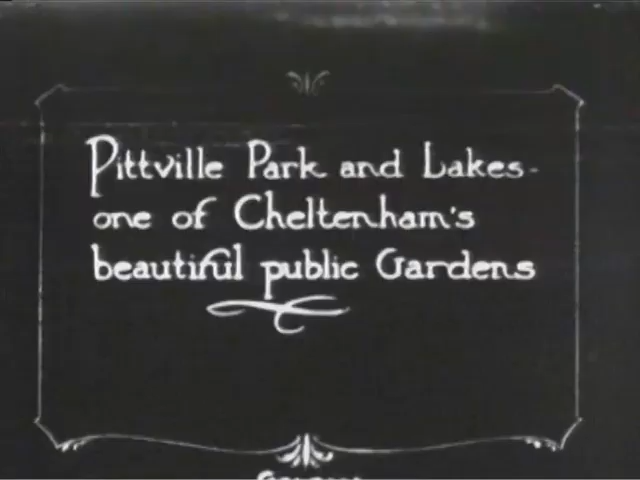 Pittville Park and Lakes-
one of Cheltenham's
beautiful public Gardens